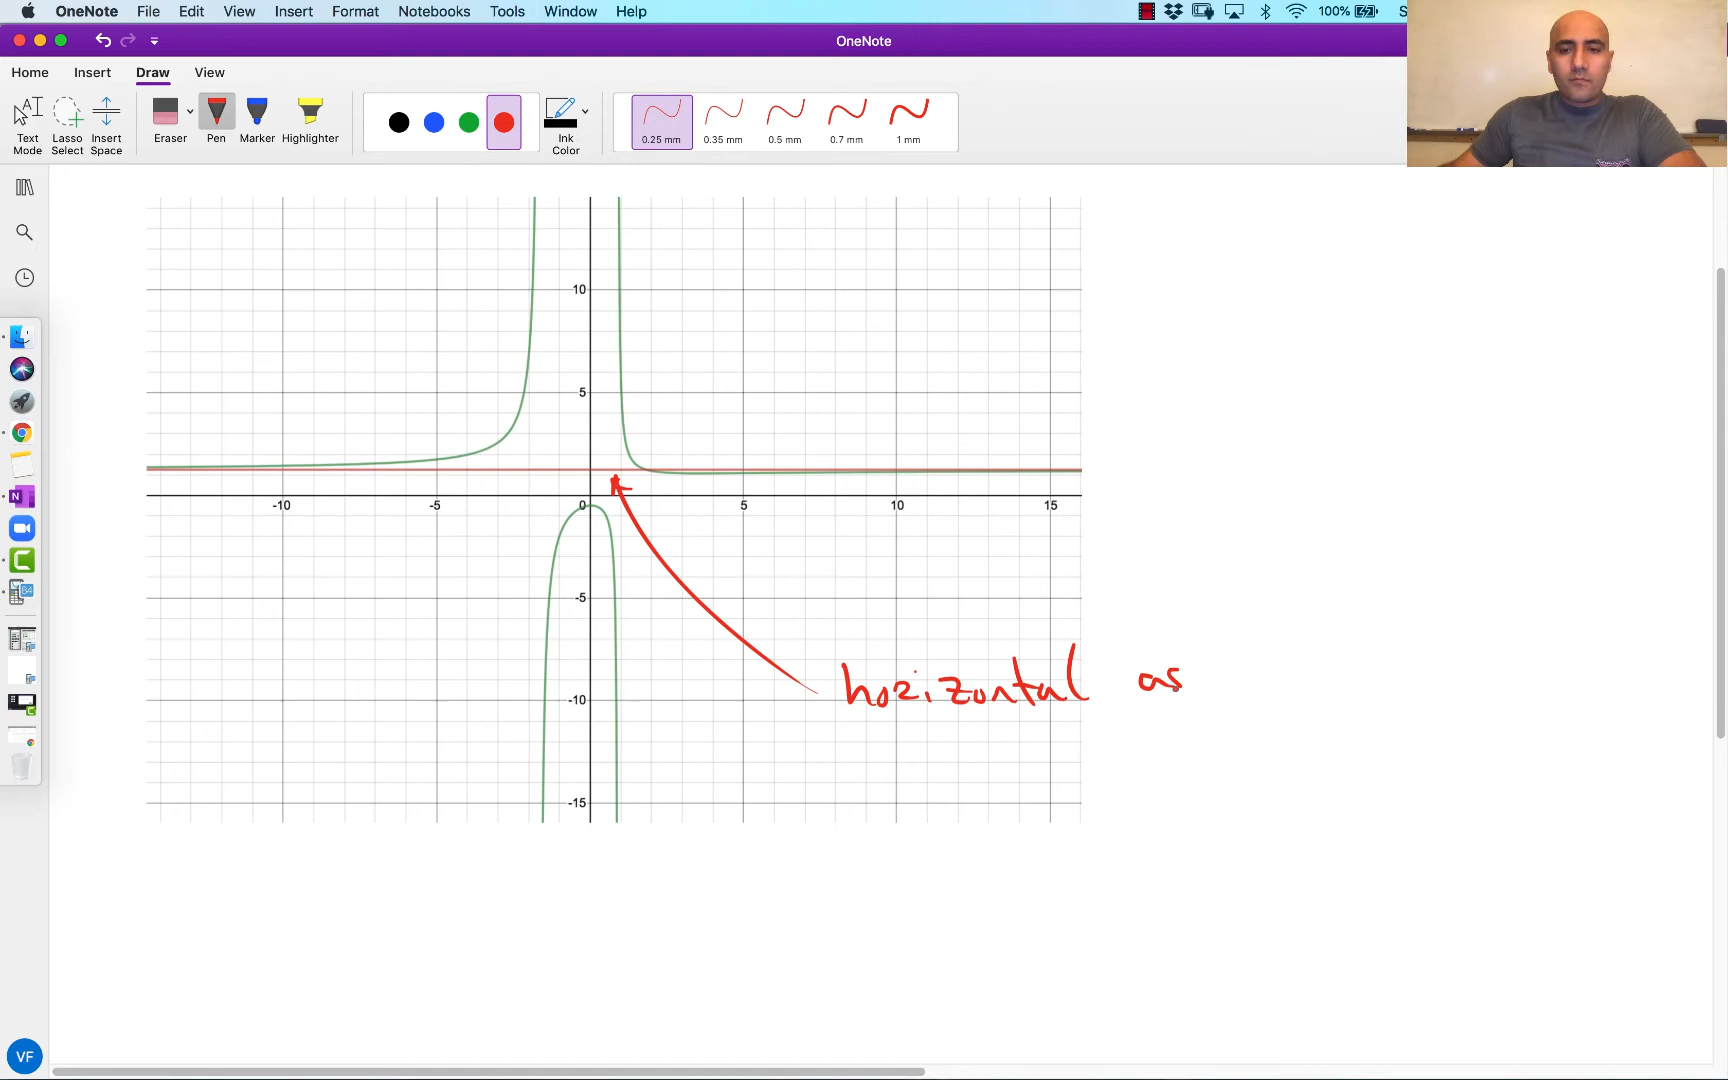 OneNote File Edit View Insert Format Notebooks Tools Window Help 100% S
OneNote
Home Insert Draw View
Text Mode Lasso Select Insert Space Eraser Pen Marker Highlighter Ink Color 0.25 mm 0.35 mm 0.5 mm 0.7 mm 1 mm
10
5
-10 -5 0 5 10 15
-5
horizontal as
-10
-15
VF